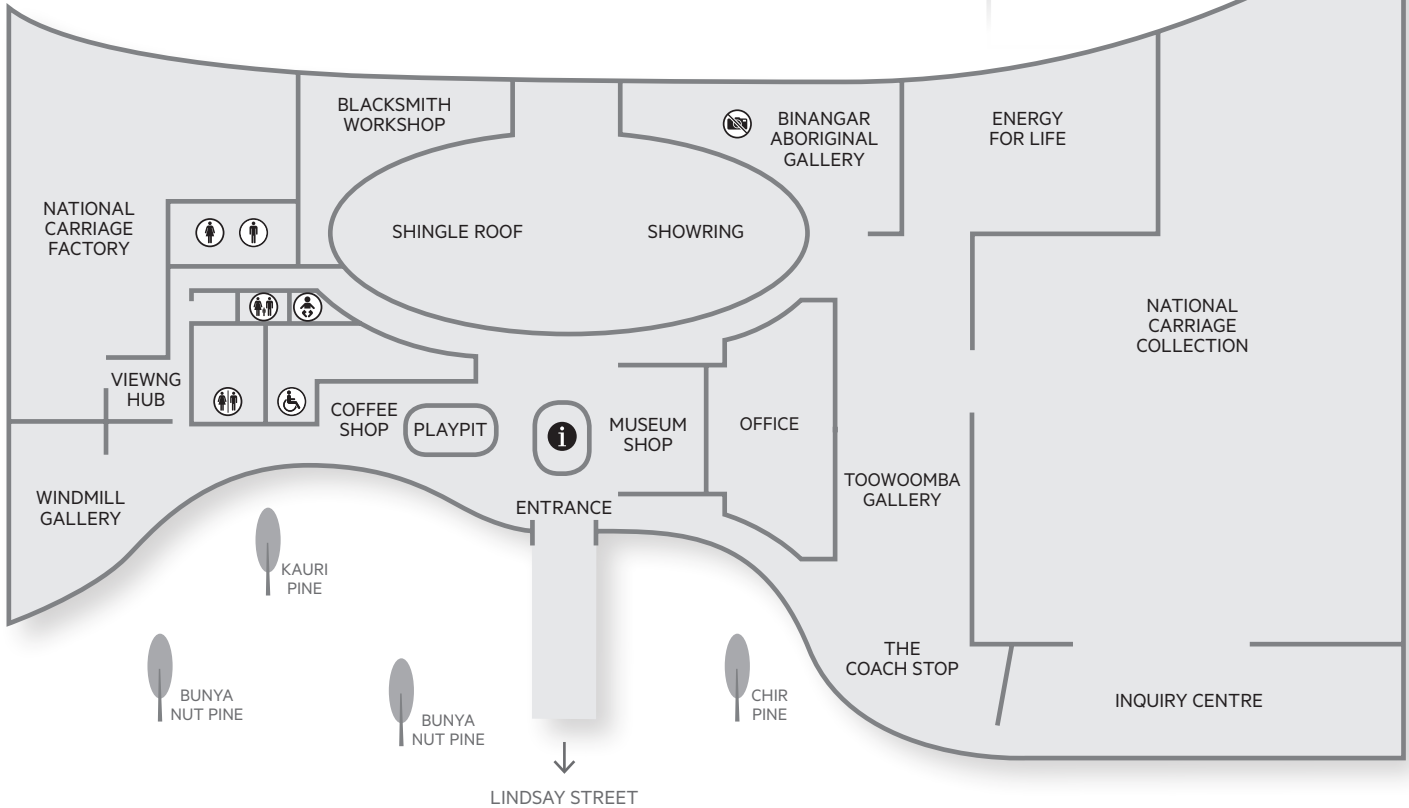 BLACKSMITH
WORKSHOP
BINANGAR
ABORIGINAL
GALLERY
ENERGY
FOR LIFE
NATIONAL
CARRIAGE
FACTORY
SHINGLE ROOF
SHOWRING
NATIONAL
CARRIAGE
COLLECTION
VIEWNG
HUB
COFFEE
SHOP
PLAYPIT
i
MUSEUM
SHOP
OFFICE
TOOWOOMBA
GALLERY
WINDMILL
GALLERY
ENTRANCE
KAURI
PINE
THE
COACH STOP
BUNYA
NUT PINE
BUNYA
NUT PINE
CHIR
PINE
INQUIRY CENTRE
LINDSAY STREET